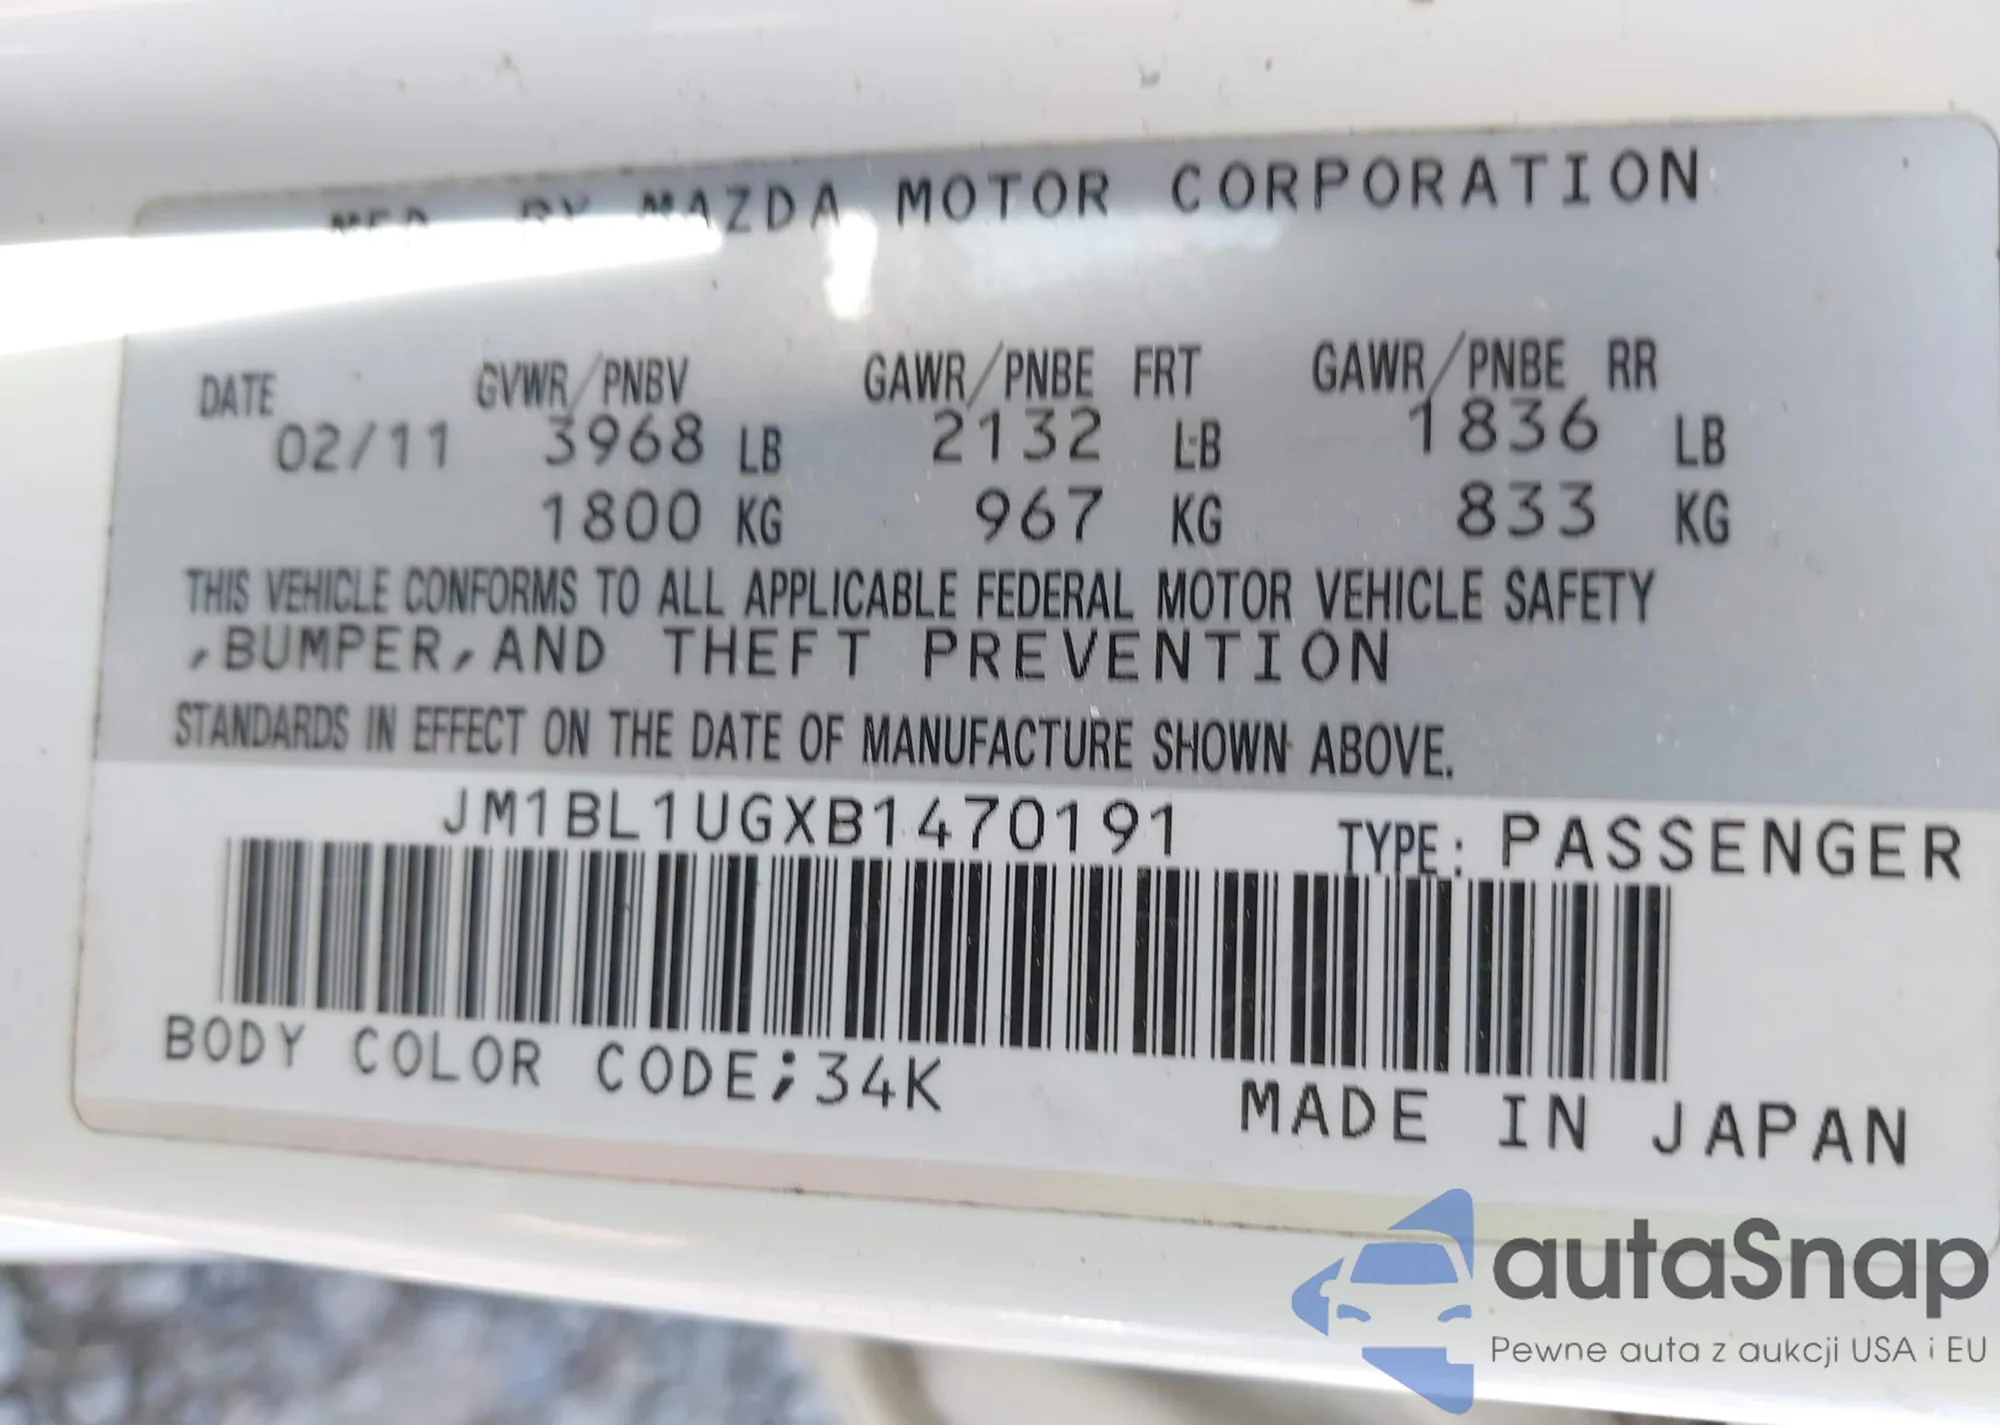 MFD. BY MAZDA MOTOR CORPORATION
DATE GVWR/PNBV GAWR/PNBE FRT GAWR/PNBE RR
02/11 3968 LB 2132 LB 1836 LB
1800 KG 967 KG 833 KG
THIS VEHICLE CONFORMS TO ALL APPLICABLE FEDERAL MOTOR VEHICLE SAFETY
,BUMPER,AND THEFT PREVENTION
STANDARDS IN EFFECT ON THE DATE OF MANUFACTURE SHOWN ABOVE.
JM1BL1UGXB1470191 TYPE: PASSENGER
BODY COLOR CODE;34K
MADE IN JAPAN
autaSnap
Pewne auta z aukcji USA i EU